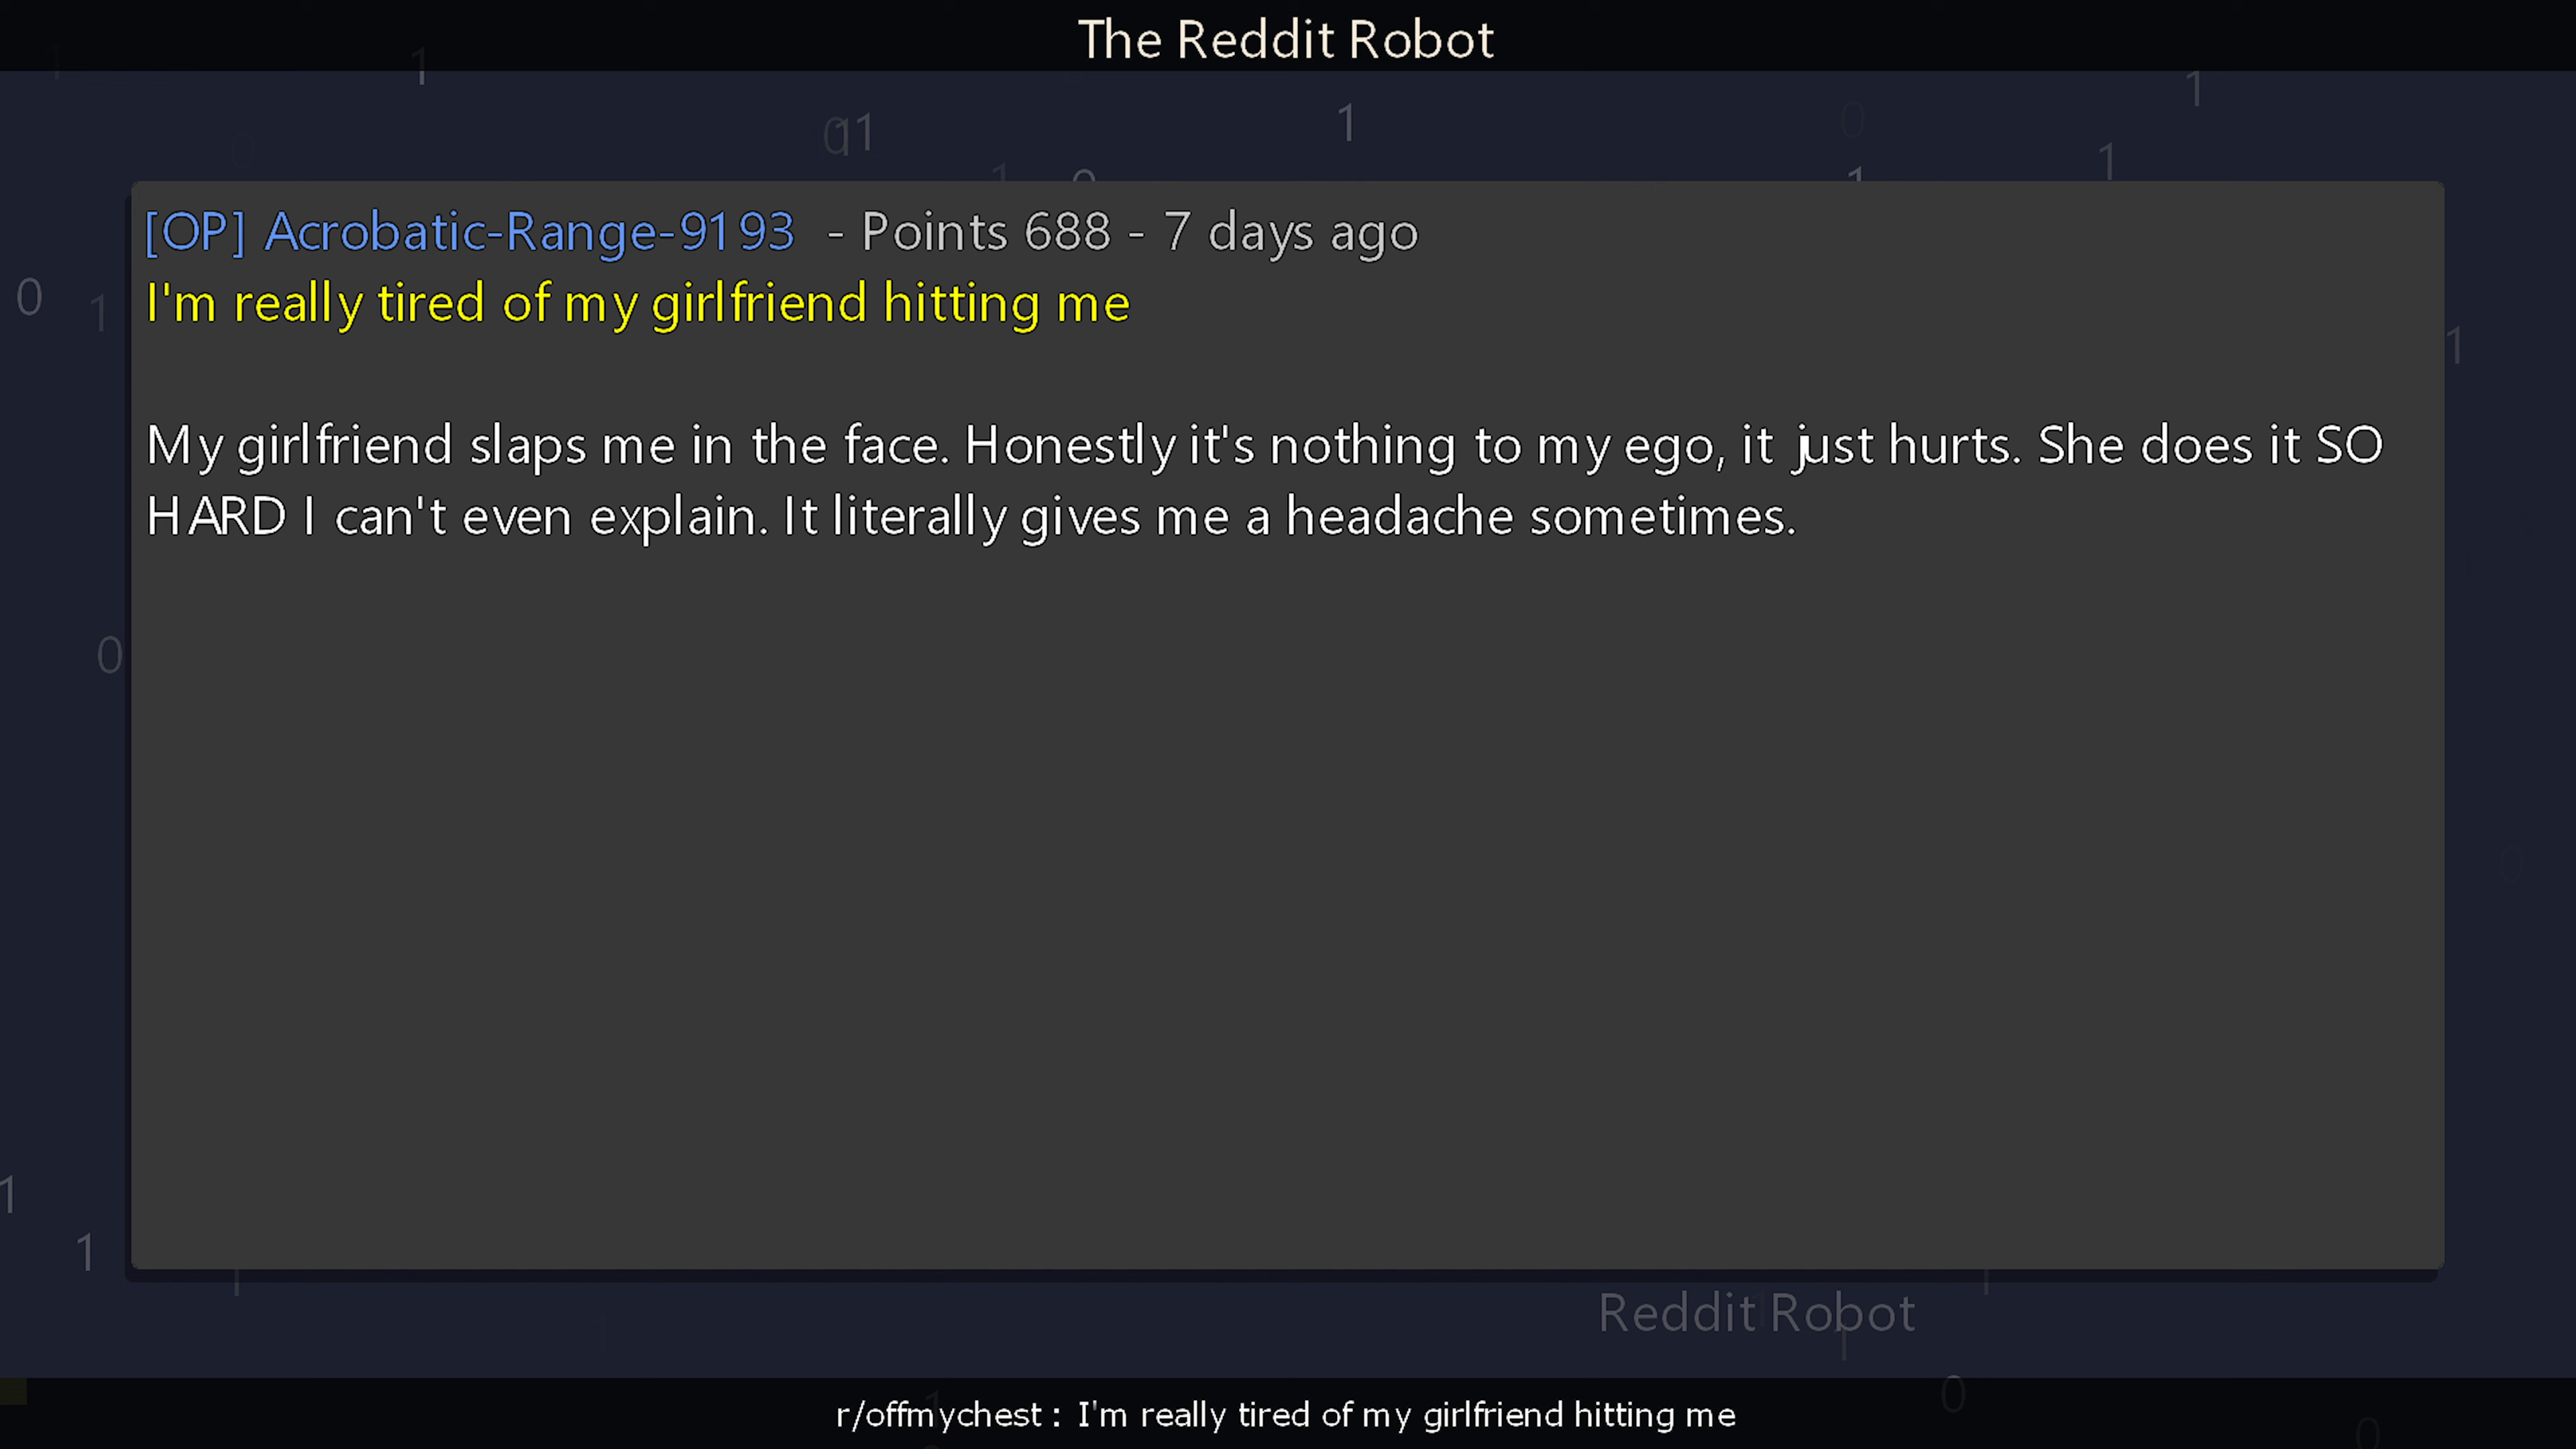 The Reddit Robot
[OP] Acrobatic-Range-9193 - Points 688 - 7 days ago
I'm really tired of my girlfriend hitting me
My girlfriend slaps me in the face. Honestly it's nothing to my ego, it just hurts. She does it SO
HARD I can't even explain. It literally gives me a headache sometimes.
Reddit Robot
r/offmychest : I'm really tired of my girlfriend hitting me